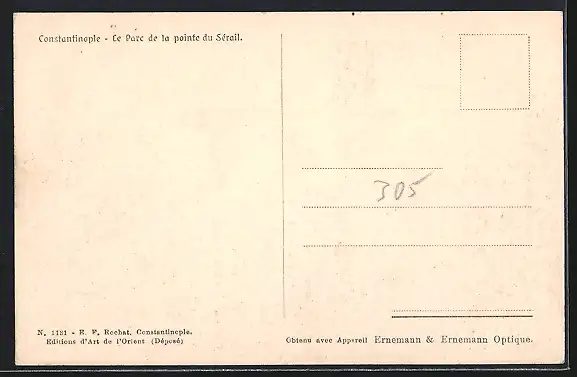 Constantinople - Le Parc de la pointe du Sérail.
305
N. 1131 - E. F. Rochat, Constantinople.
Editions d'Art de l'Orient (Déposé)
Obtenu avec Appareil Ernemann & Ernemann Optique.